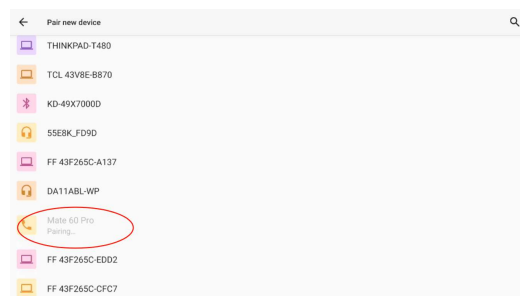 Pair new device
THINKPAD-T480
TCL 43V8E-B870
KD-49X7000D
55E8K_FD9D
FF 43F265C-A137
DA11ABL-WP
Mate 60 Pro
Pairing...
FF 43F265C-EDD2
FF 43F265C-CFC7